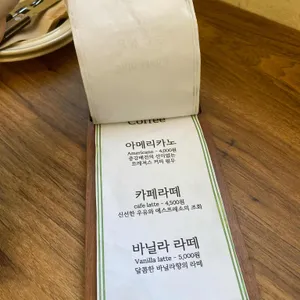 Coffee
아메리카노
Americano - 4,000원
중강배전의 산미없는
트레져스 커피 원두
카페라떼
cafe latte - 4,500원
신선한 우유와 에스프레소의 조화
바닐라 라떼
Vanilla latte - 5,000원
달콤한 바닐라향의 라떼